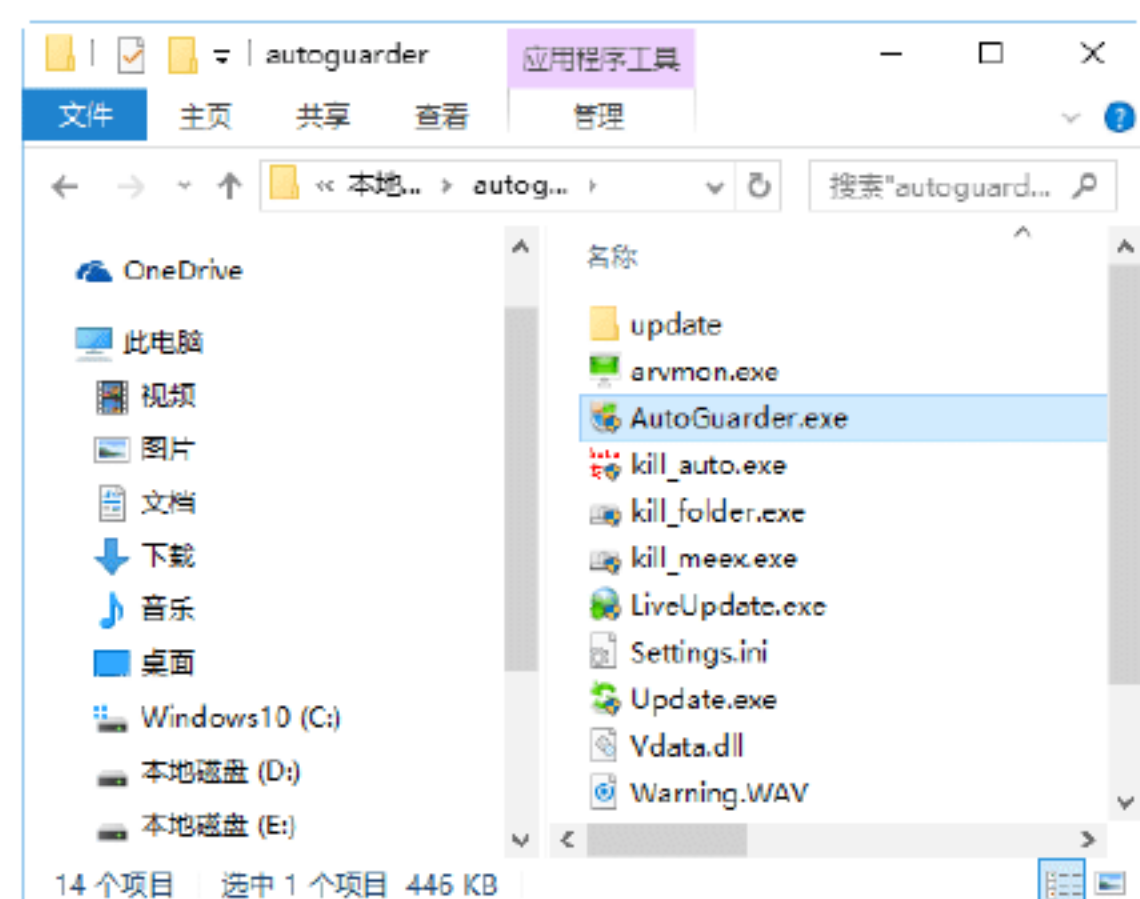 autoguarder 应用程序工具
文件 主页 共享 查看 管理
« 本地... › autog... › 搜索"autoguard...
OneDrive
此电脑
视频
图片
文档
下载
音乐
桌面
Windows10 (C:)
本地磁盘 (D:)
本地磁盘 (E:)
名称
update
arvmon.exe
AutoGuarder.exe
kill_auto.exe
kill_folder.exe
kill_meex.exe
LiveUpdate.exe
Settings.ini
Update.exe
Vdata.dll
Warning.WAV
14 个项目 选中 1 个项目 446 KB